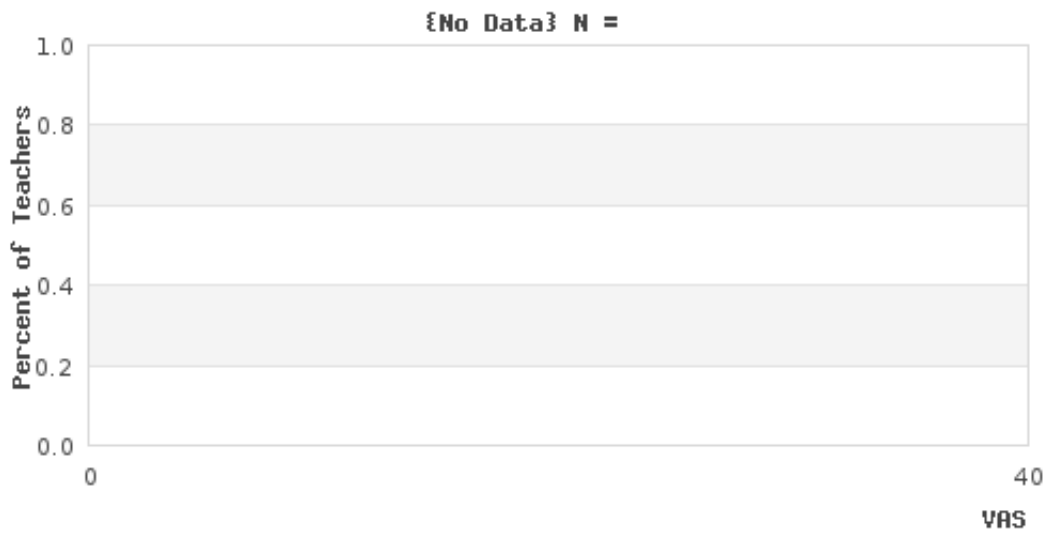 {No Data} N =
Percent of Teachers
1.0
0.8
0.6
0.4
0.2
0.0
0
40
VAS